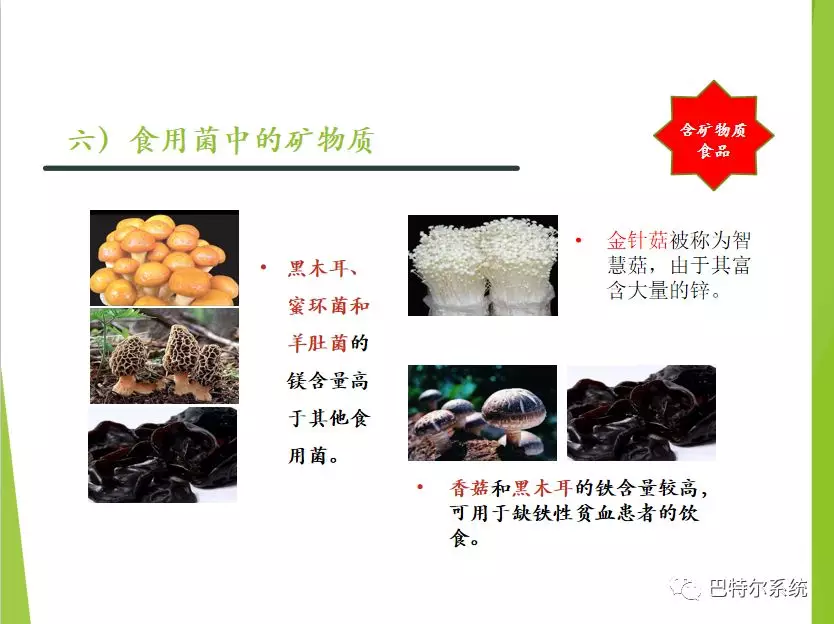 六）食用菌中的矿物质
含矿物质
食品
黑木耳、
蜜环菌和
羊肚菌的
镁含量高
于其他食
用菌。
金针菇被称为智
慧菇，由于其富
含大量的锌。
香菇和黑木耳的铁含量较高，
可用于缺铁性贫血患者的饮
食。
巴特尔系统